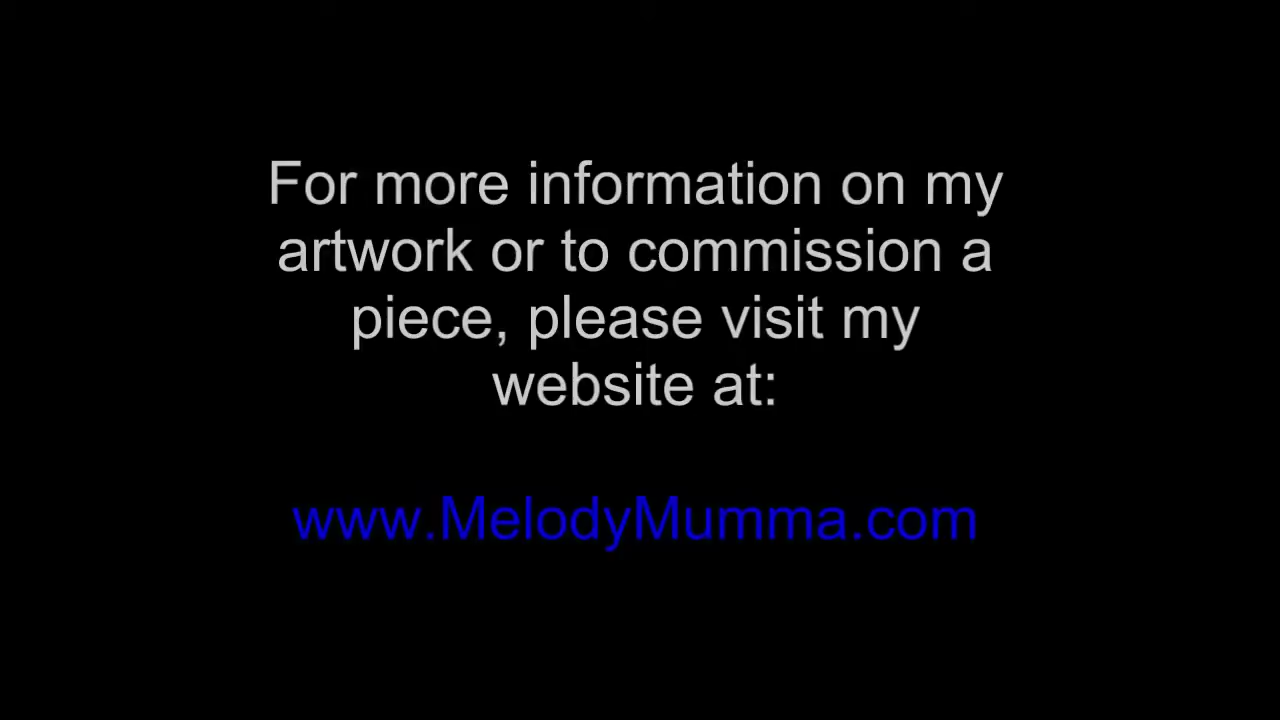 For more information on my
artwork or to commission a
piece, please visit my
website at:
www.MelodyMumma.com